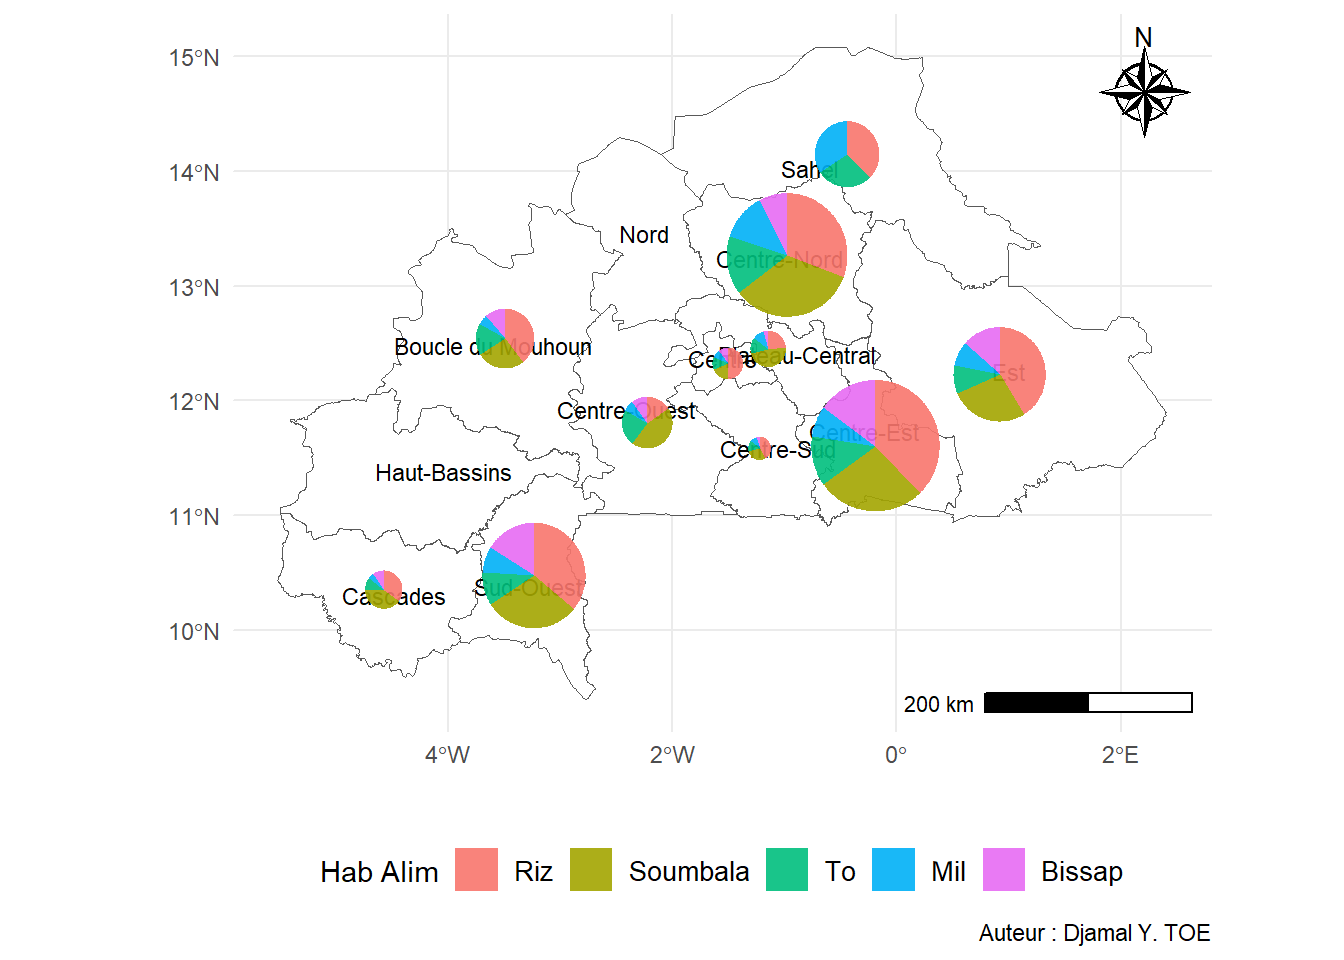 N
15°N
14°N
13°N
12°N
11°N
10°N
Sahel
Nord
Centre-Nord
Boucle du Mouhoun
Centre
Plateau-Central
Est
Centre-Ouest
Centre-Est
Centre-Sud
Haut-Bassins
Sud-Ouest
Cascades
200 km
4°W 2°W 0° 2°E
Hab Alim Riz Soumbala To Mil Bissap
Auteur : Djamal Y. TOE